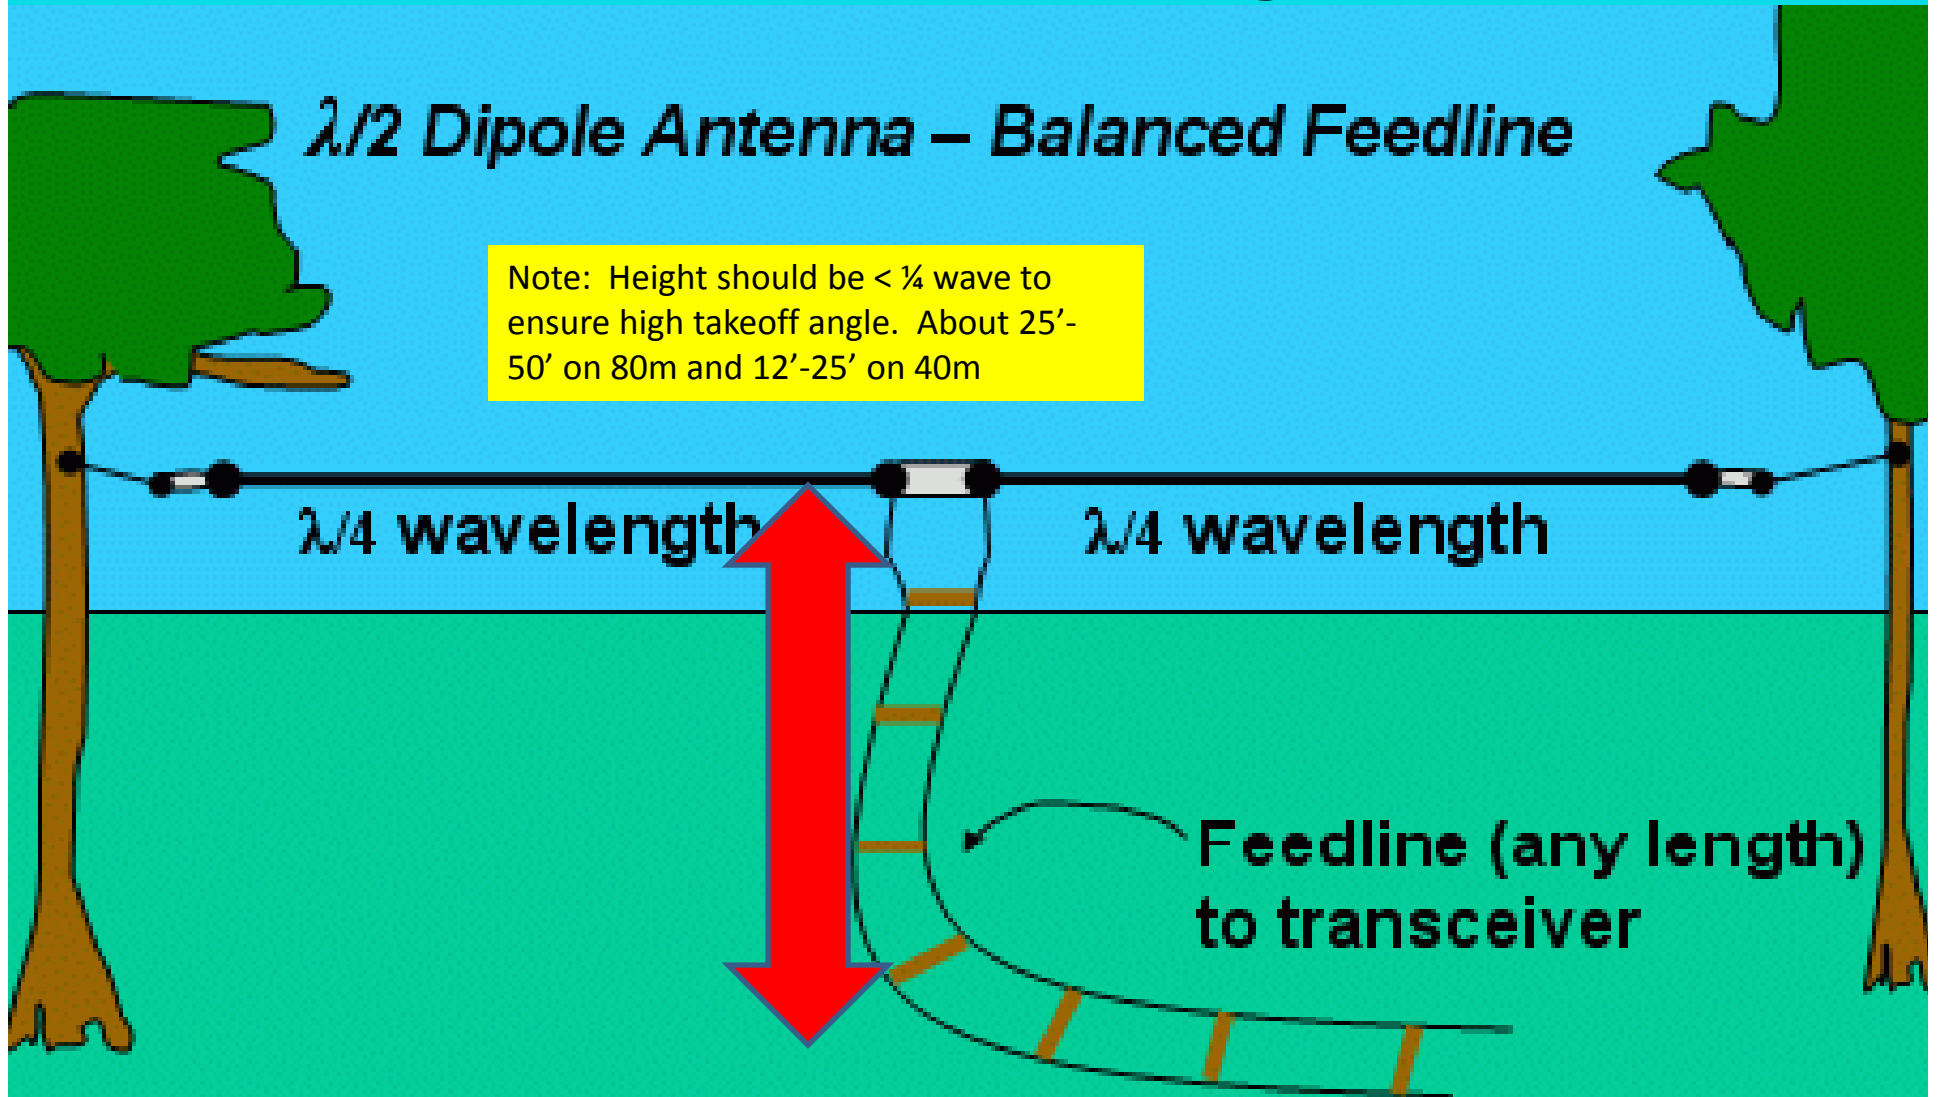 λ/2 Dipole Antenna – Balanced Feedline
Note:  Height should be < ¼ wave to
ensure high takeoff angle.  About 25’-
50’ on 80m and 12’-25’ on 40m
λ/4 wavelength
λ/4 wavelength
Feedline (any length)
to transceiver